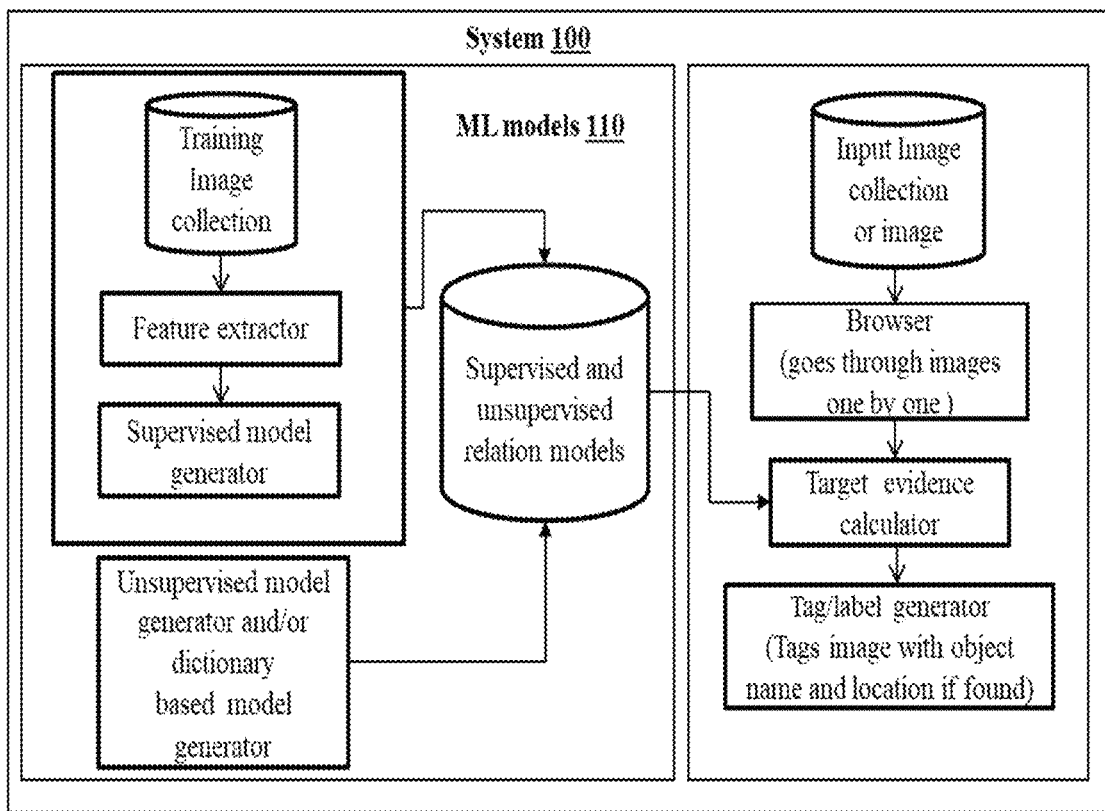 System 100
ML models 110
Training
Image
collection
Feature extractor
Supervised model
generator
Unsupervised model
generator and/or
dictionary
based model
generator
Supervised and
unsupervised
relation models
Input Image
collection
or image
Browser
(goes through images
one by one )
Target evidence
calculator
Tag/label generator
(Tags image with object
name and location if found)